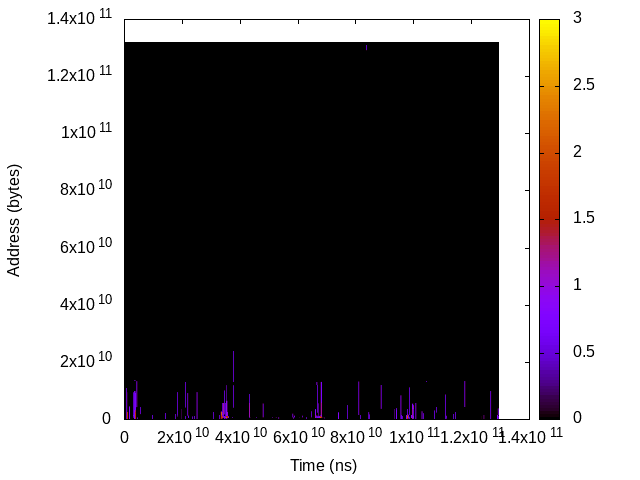 1.4x10 11
1.2x10 11
1x10 11
8x10 10
6x10 10
4x10 10
2x10 10
0
Address (bytes)
0 2x10 10 4x10 10 6x10 10 8x10 10 1x10 11 1.2x10 11 1.4x10 11
Time (ns)
3
2.5
2
1.5
1
0.5
0